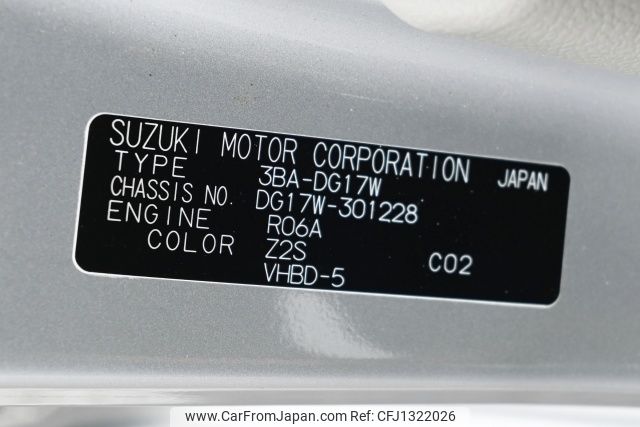 SUZUKI MOTOR CORPORATION JAPAN
TYPE 3BA-DG17W
CHASSIS NO. DG17W-301228
ENGINE R06A
COLOR Z2S C02
VHBD-5
www.CarFromJapan.com CFJ1322026